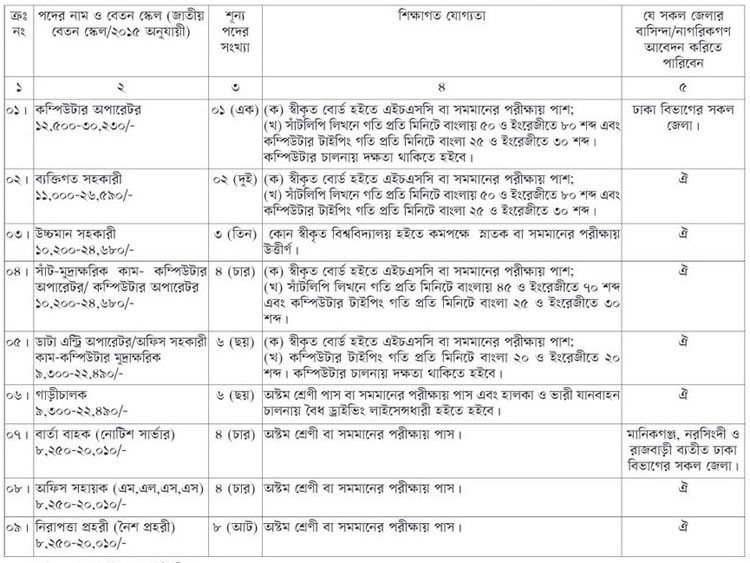 ক্রঃ নং
পদের নাম ও বেতন স্কেল (জাতীয় বেতন স্কেল/২০১৫ অনুযায়ী)
শূন্য পদের সংখ্যা
শিক্ষাগত যোগ্যতা
যে সকল জেলার বাসিন্দা/নাগরিকগণ আবেদন করিতে পারিবেন
১ ২ ৩ ৪ ৫
০১। কম্পিউটার অপারেটর
১২,৫০০-৩০,২৩০/-
০১ (এক)
(ক) স্বীকৃত বোর্ড হইতে এইচএসসি বা সমমানের পরীক্ষায় পাশ;
(খ) সাঁটলিপি লিখনে গতি প্রতি মিনিটে বাংলায় ৫০ ও ইংরেজীতে ৮০ শব্দ এবং
কম্পিউটার টাইপিং গতি প্রতি মিনিটে বাংলা ২৫ ও ইংরেজীতে ৩০ শব্দ।
কম্পিউটার চালনায় দক্ষতা থাকিতে হইবে।
ঢাকা বিভাগের সকল
জেলা।
০২। ব্যক্তিগত সহকারী
১১,০০০-২৬,৫৯০/-
০২ (দুই)
(ক) স্বীকৃত বোর্ড হইতে এইচএসসি বা সমমানের পরীক্ষায় পাশ;
(খ) সাঁটলিপি লিখনে গতি প্রতি মিনিটে বাংলায় ৫০ ও ইংরেজীতে ৮০ শব্দ এবং
কম্পিউটার টাইপিং গতি প্রতি মিনিটে বাংলা ২৫ ও ইংরেজীতে ৩০ শব্দ।
ঐ
০৩। উচ্চমান সহকারী
১০,২০০-২৪,৬৮০/-
৩ (তিন)
কোন স্বীকৃত বিশ্ববিদ্যালয় হইতে কমপক্ষে স্নাতক বা সমমানের পরীক্ষায়
উত্তীর্ণ।
ঐ
০৪। সাঁট-মুদ্রাক্ষরিক কাম- কম্পিউটার
অপারেটর/ কম্পিউটার অপারেটর
১০,২০০-২৪,৬৮০/-
৪ (চার)
(ক) স্বীকৃত বোর্ড হইতে এইচএসসি বা সমমানের পরীক্ষায় পাশ;
(খ) সাঁটলিপি লিখনে গতি প্রতি মিনিটে বাংলায় ৪৫ ও ইংরেজীতে ৭০ শব্দ
এবং কম্পিউটার টাইপিং গতি প্রতি মিনিটে বাংলা ২৫ ও ইংরেজীতে ৩০
শব্দ।
ঐ
০৫। ডাটা এন্ট্রি অপারেটর/অফিস সহকারী
কাম-কম্পিউটার মুদ্রাক্ষরিক
৯,৩০০-২২,৪৯০/-
৬ (ছয়)
(ক) স্বীকৃত বোর্ড হইতে এইচএসসি বা সমমানের পরীক্ষায় পাশ;
(খ) কম্পিউটার টাইপিং গতি প্রতি মিনিটে বাংলা ২০ ও ইংরেজীতে ২০
শব্দ। কম্পিউটার চালনায় দক্ষতা থাকিতে হইবে।
ঐ
০৬। গাড়ীচালক
৯,৩০০-২২,৪৯০/-
৬ (ছয়)
অষ্টম শ্রেণী পাস বা সমমানের পরীক্ষায় পাস এবং হালকা ও ভারী যানবাহন
চালনায় বৈধ ড্রাইভিং লাইসেন্সধারী হইতে হইবে।
ঐ
০৭। বার্তা বাহক (নোটিশ সার্ভার)
৮,২৫০-২০,০১০/-
৪ (চার)
অষ্টম শ্রেণী বা সমমানের পরীক্ষায় পাস।
মানিকগঞ্জ, নরসিংদী ও
রাজবাড়ী ব্যতীত ঢাকা
বিভাগের সকল জেলা।
০৮। অফিস সহায়ক (এম,এল,এস,এস)
৮,২৫০-২০,০১০/-
৪ (চার)
অষ্টম শ্রেণী বা সমমানের পরীক্ষায় পাস।
ঐ
০৯। নিরাপত্তা প্রহরী (নৈশ প্রহরী)
৮,২৫০-২০,০১০/-
৮ (আট)
অষ্টম শ্রেণী বা সমমানের পরীক্ষায় পাস।
ঐ